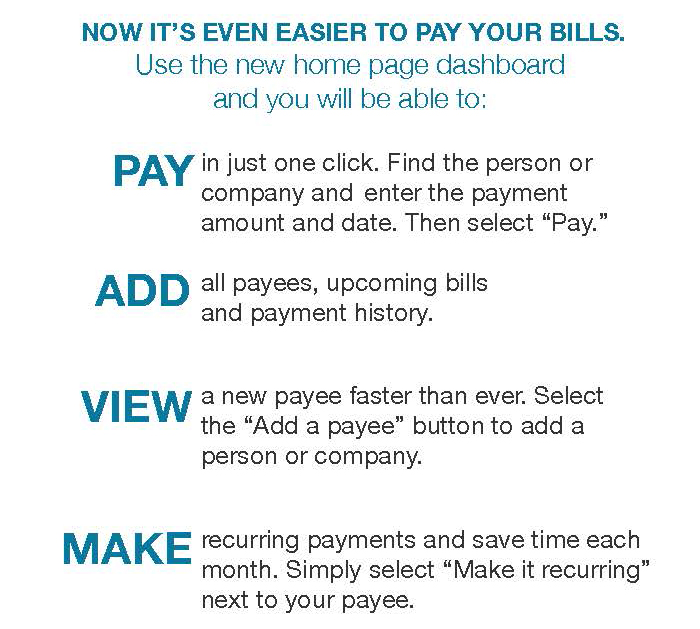 NOW IT'S EVEN EASIER TO PAY YOUR BILLS.
Use the new home page dashboard
and you will be able to:
PAY in just one click. Find the person or
company and enter the payment
amount and date. Then select “Pay.”
ADD all payees, upcoming bills
and payment history.
VIEW a new payee faster than ever. Select
the “Add a payee” button to add a
person or company.
MAKE recurring payments and save time each
month. Simply select “Make it recurring”
next to your payee.